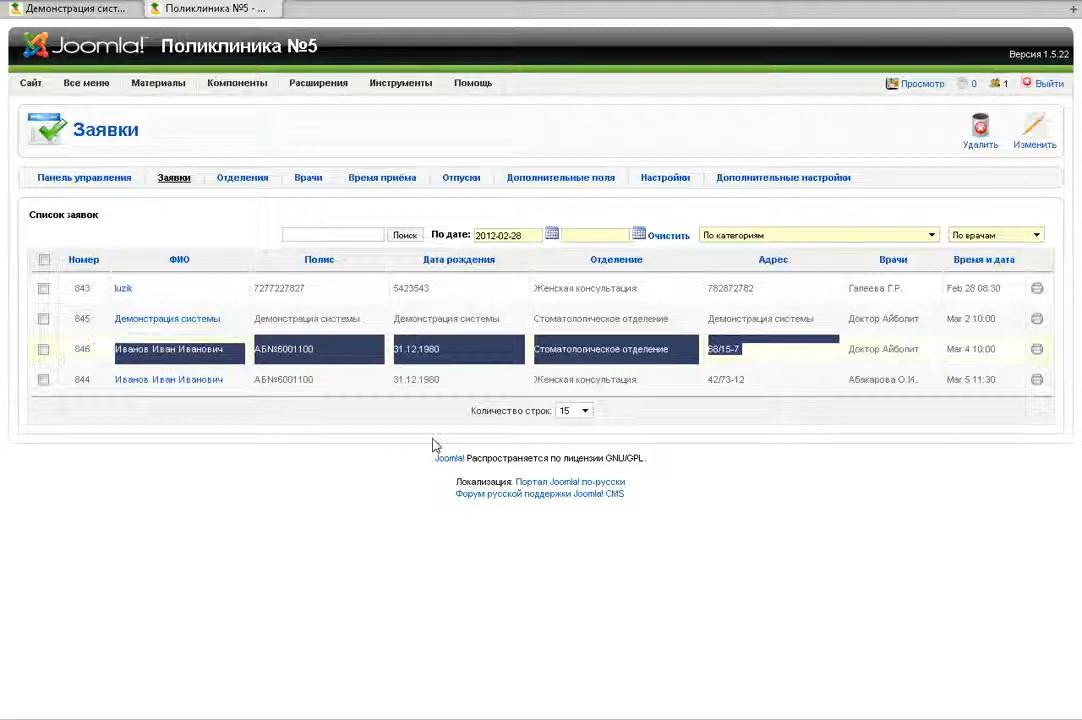 Демонстрация сист...
Поликлиника №5 - ...
Joomla! Поликлиника №5
Версия 1.5.22
Сайт Все меню Материалы Компоненты Расширения Инструменты Помощь Просмотр 0 1 Выйти
Заявки
Удалить Изменить
Панель управления Заявки Отделения Врачи Время приёма Отпуски Дополнительные поля Настройки Дополнительные настройки
Список заявок
Поиск По дате: 2012-02-28 Очистить По категориям По врачам
Номер ФИО Полис Дата рождения Отделение Адрес Врачи Время и дата
843 luzik 7277227827 5423543 Женская консультация 782872782 Галеева Г.Р. Feb 28 08:30
845 Демонстрация системы Демонстрация системы Демонстрация системы Стоматологическое отделение Демонстрация системы Доктор Айболит Mar 2 10:00
846 Иванов Иван Иванович АБ№6001100 31.12.1980 Стоматологическое отделение 68/15-7 Доктор Айболит Mar 4 10:00
844 Иванов Иван Иванович АБ№6001100 31.12.1980 Женская консультация 42/73-12 Абакарова О.И. Mar 5 11:30
Количество строк: 15
Joomla! Распространяется по лицензии GNU/GPL.
Локализация: Портал Joomla! по-русски
Форум русской поддержки Joomla! CMS